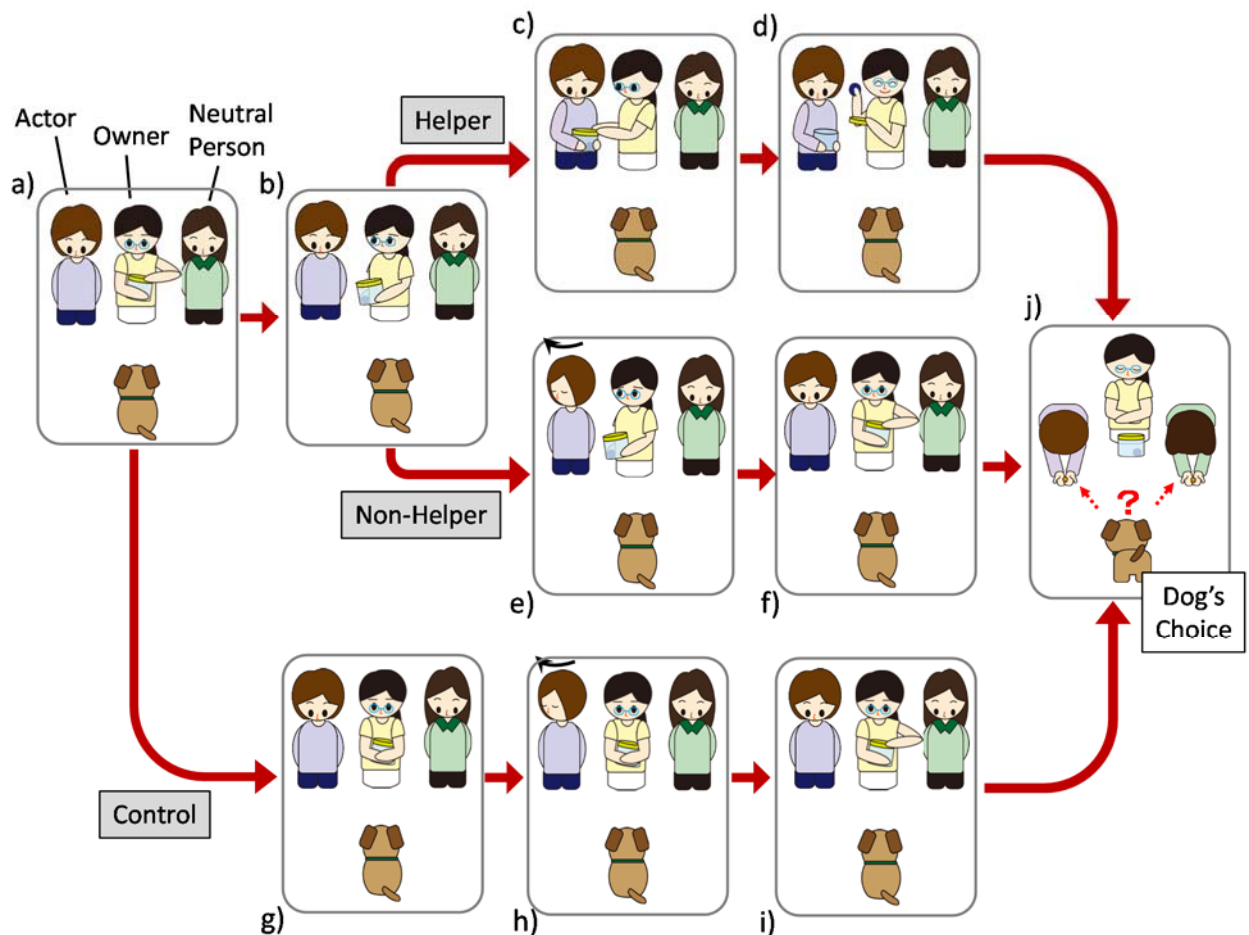 c)
d)
Helper
Actor
Owner
Neutral
Person
a)
b)
j)
?
Non-Helper
e)
f)
Dog's
Choice
Control
g)
h)
i)